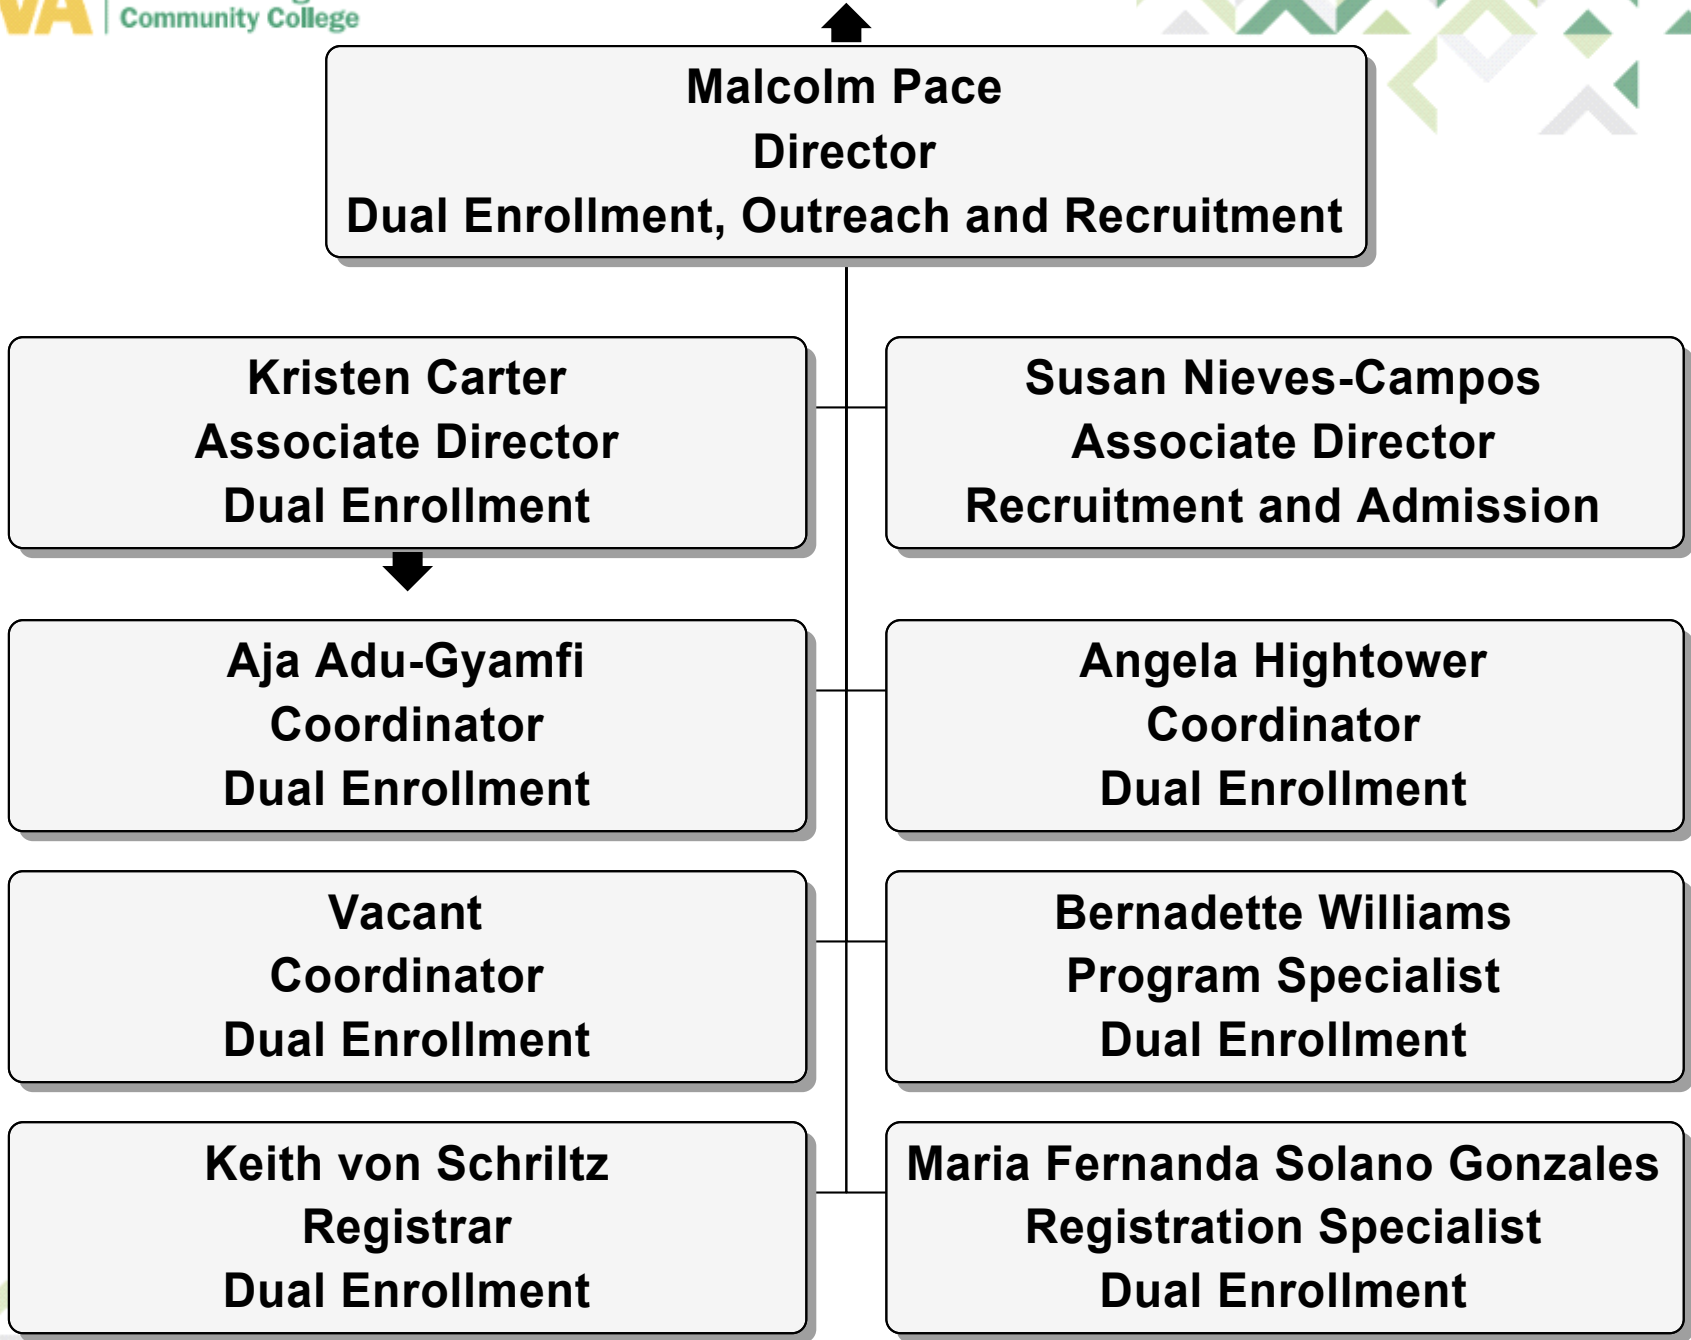 VA
Community College
Malcolm Pace
Director
Dual Enrollment, Outreach and Recruitment
Kristen Carter
Associate Director
Dual Enrollment
Susan Nieves-Campos
Associate Director
Recruitment and Admission
Aja Adu-Gyamfi
Coordinator
Dual Enrollment
Angela Hightower
Coordinator
Dual Enrollment
Vacant
Coordinator
Dual Enrollment
Bernadette Williams
Program Specialist
Dual Enrollment
Keith von Schriltz
Registrar
Dual Enrollment
Maria Fernanda Solano Gonzales
Registration Specialist
Dual Enrollment